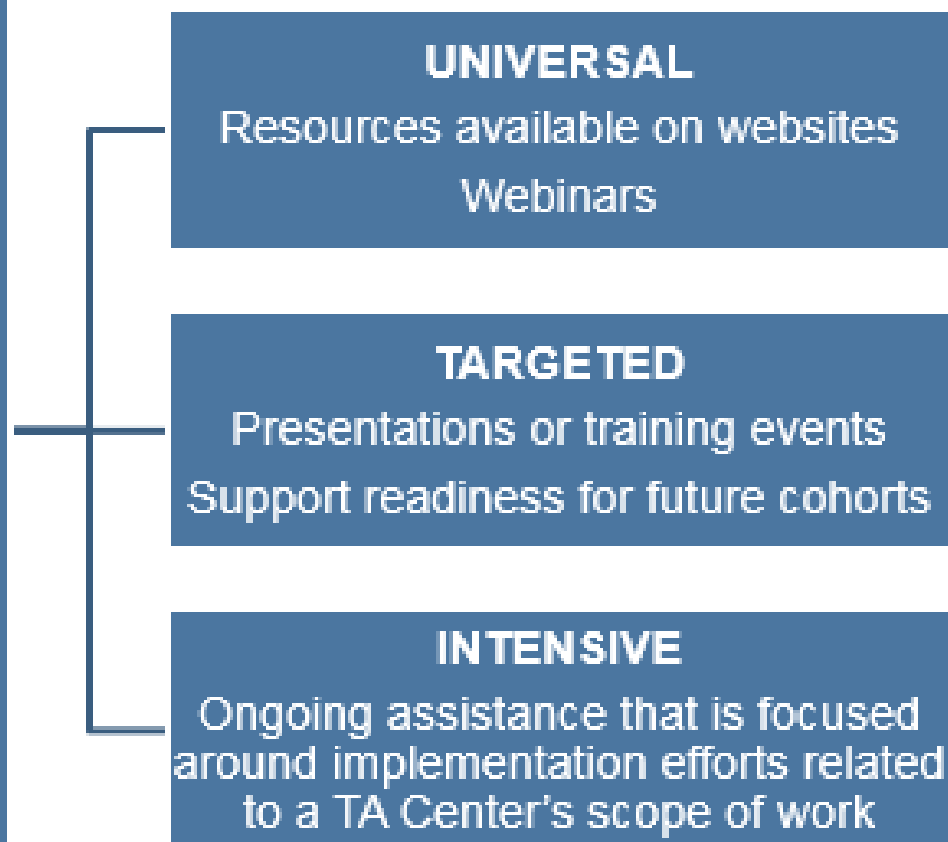 UNIVERSAL
Resources available on websites
Webinars
TARGETED
Presentations or training events
Support readiness for future cohorts
INTENSIVE
Ongoing assistance that is focused
around implementation efforts related
to a TA Center's scope of work